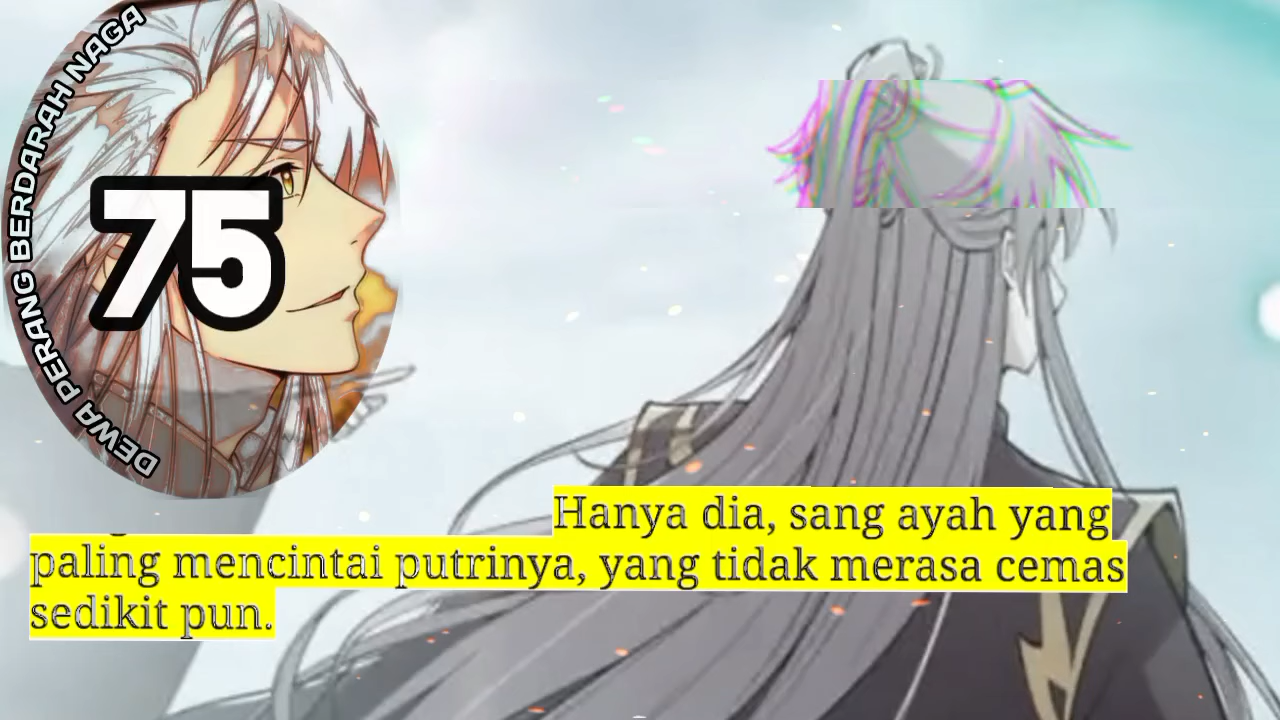 DEWA PERANG BERDARAH NAGA
75
Hanya dia, sang ayah yang
paling mencintai putrinya, yang tidak merasa cemas
sedikit pun.